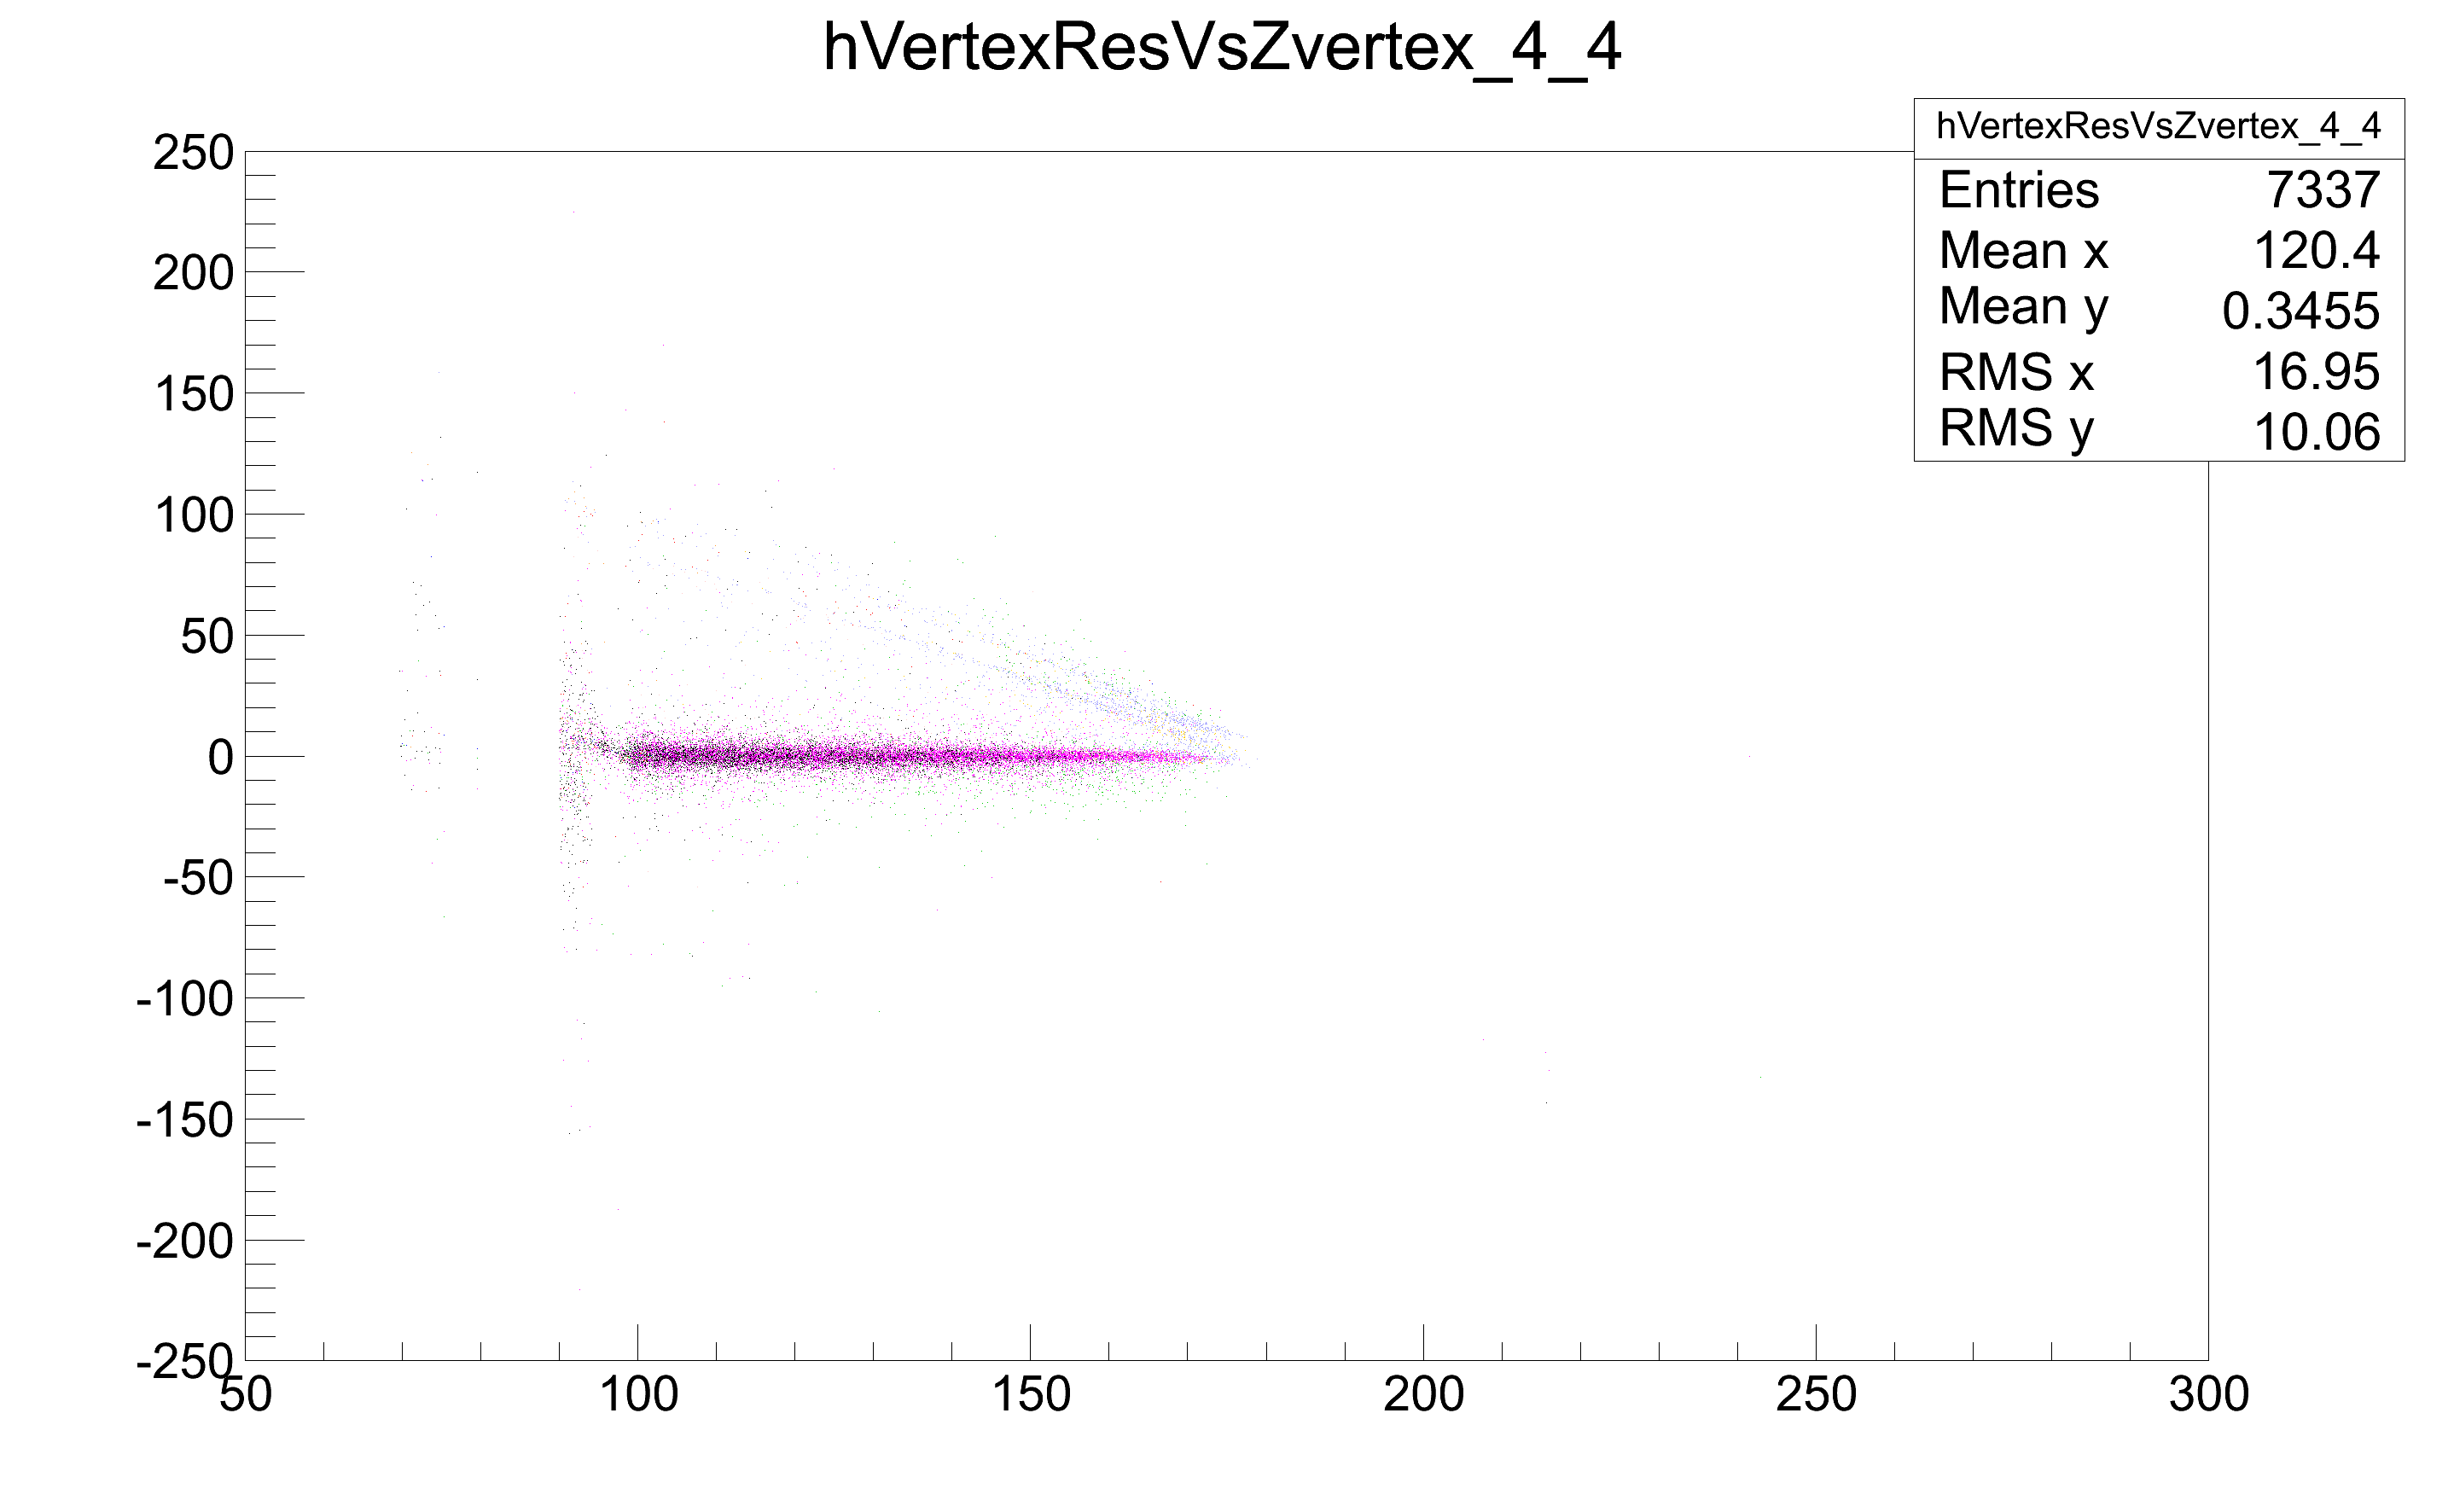 hVertexResVsZvertex_4_4
hVertexResVsZvertex_4_4
Entries 7337
Mean x 120.4
Mean y 0.3455
RMS x 16.95
RMS y 10.06
250
200
150
100
50
0
-50
-100
-150
-200
-250
50 100 150 200 250 300